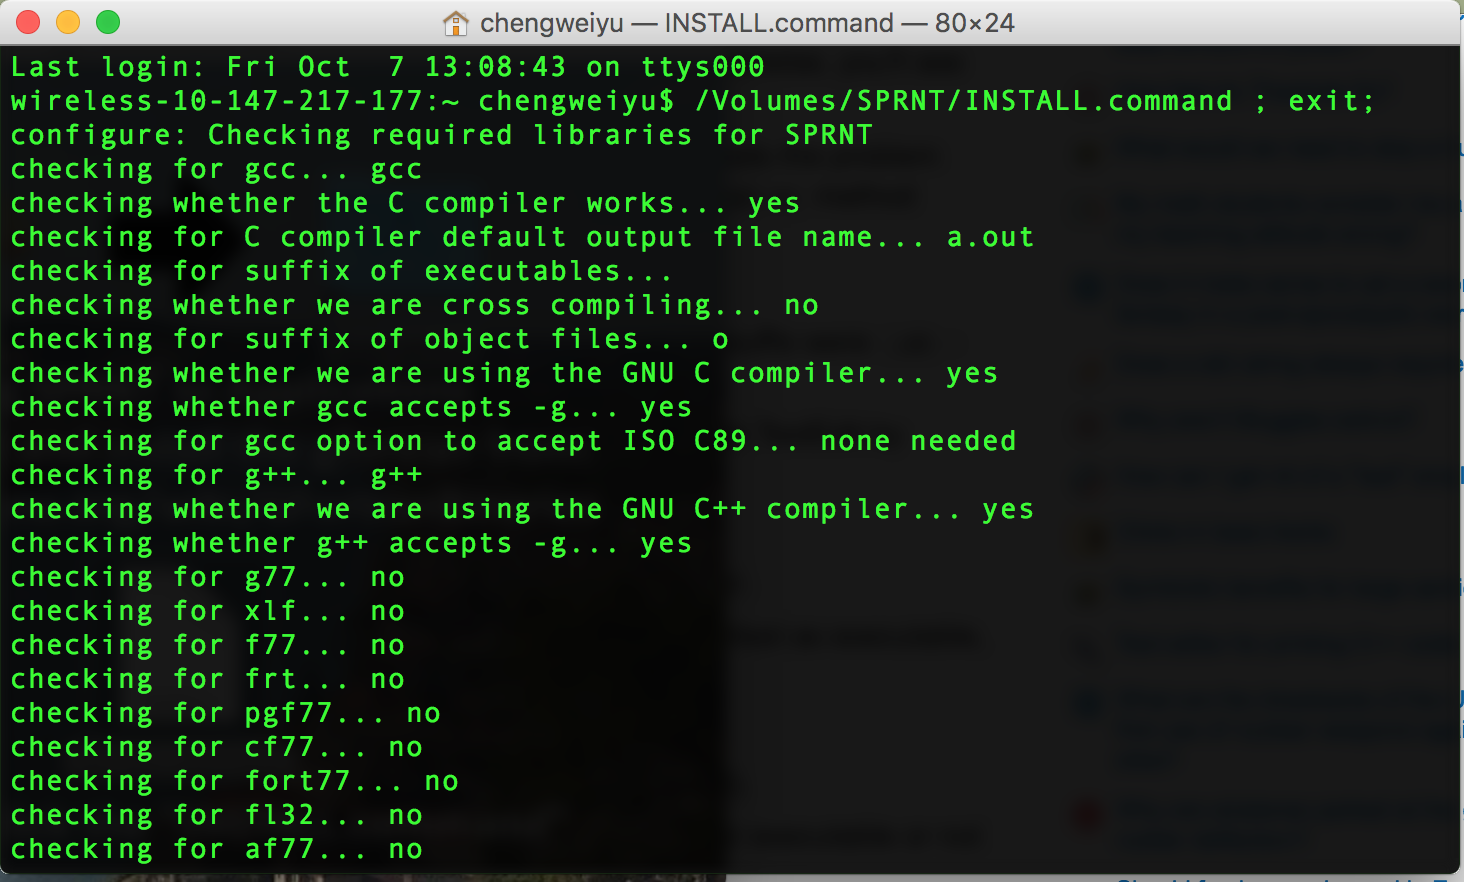 chengweiyu — INSTALL.command — 80×24
Last login: Fri Oct  7 13:08:43 on ttys000
wireless-10-147-217-177:~ chengweiyu$ /Volumes/SPRNT/INSTALL.command ; exit;
configure: Checking required libraries for SPRNT
checking for gcc... gcc
checking whether the C compiler works... yes
checking for C compiler default output file name... a.out
checking for suffix of executables...
checking whether we are cross compiling... no
checking for suffix of object files... o
checking whether we are using the GNU C compiler... yes
checking whether gcc accepts -g... yes
checking for gcc option to accept ISO C89... none needed
checking for g++... g++
checking whether we are using the GNU C++ compiler... yes
checking whether g++ accepts -g... yes
checking for g77... no
checking for xlf... no
checking for f77... no
checking for frt... no
checking for pgf77... no
checking for cf77... no
checking for fort77... no
checking for fl32... no
checking for af77... no